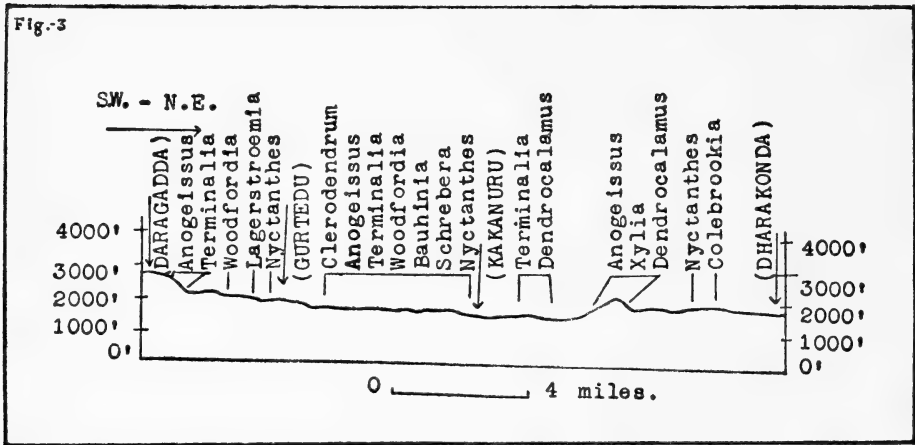 Fig.-3
S.W. - N.E.
(DARAGADDA)
Anogeissus
Terminalia
Woodfordia
Lagerstroemia
Nyctanthes
(GURTEDU)
Clerodendrum
Anogeissus
Terminalia
Woodfordia
Bauhinia
Schrebera
Nyctanthes
(KAKANURU)
Terminalia
Dendrocalamus
Anogeissus
Xylia
Dendrocalamus
Nyctanthes
Colebrookia
(DHARAKONDA)
4000'
3000'
2000'
1000'
0'
4000'
3000'
2000'
1000'
0'
0 4 miles.